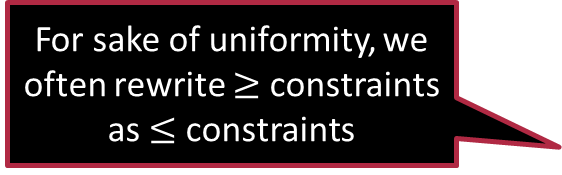 For sake of uniformity, we
often rewrite ≥ constraints
as ≤ constraints